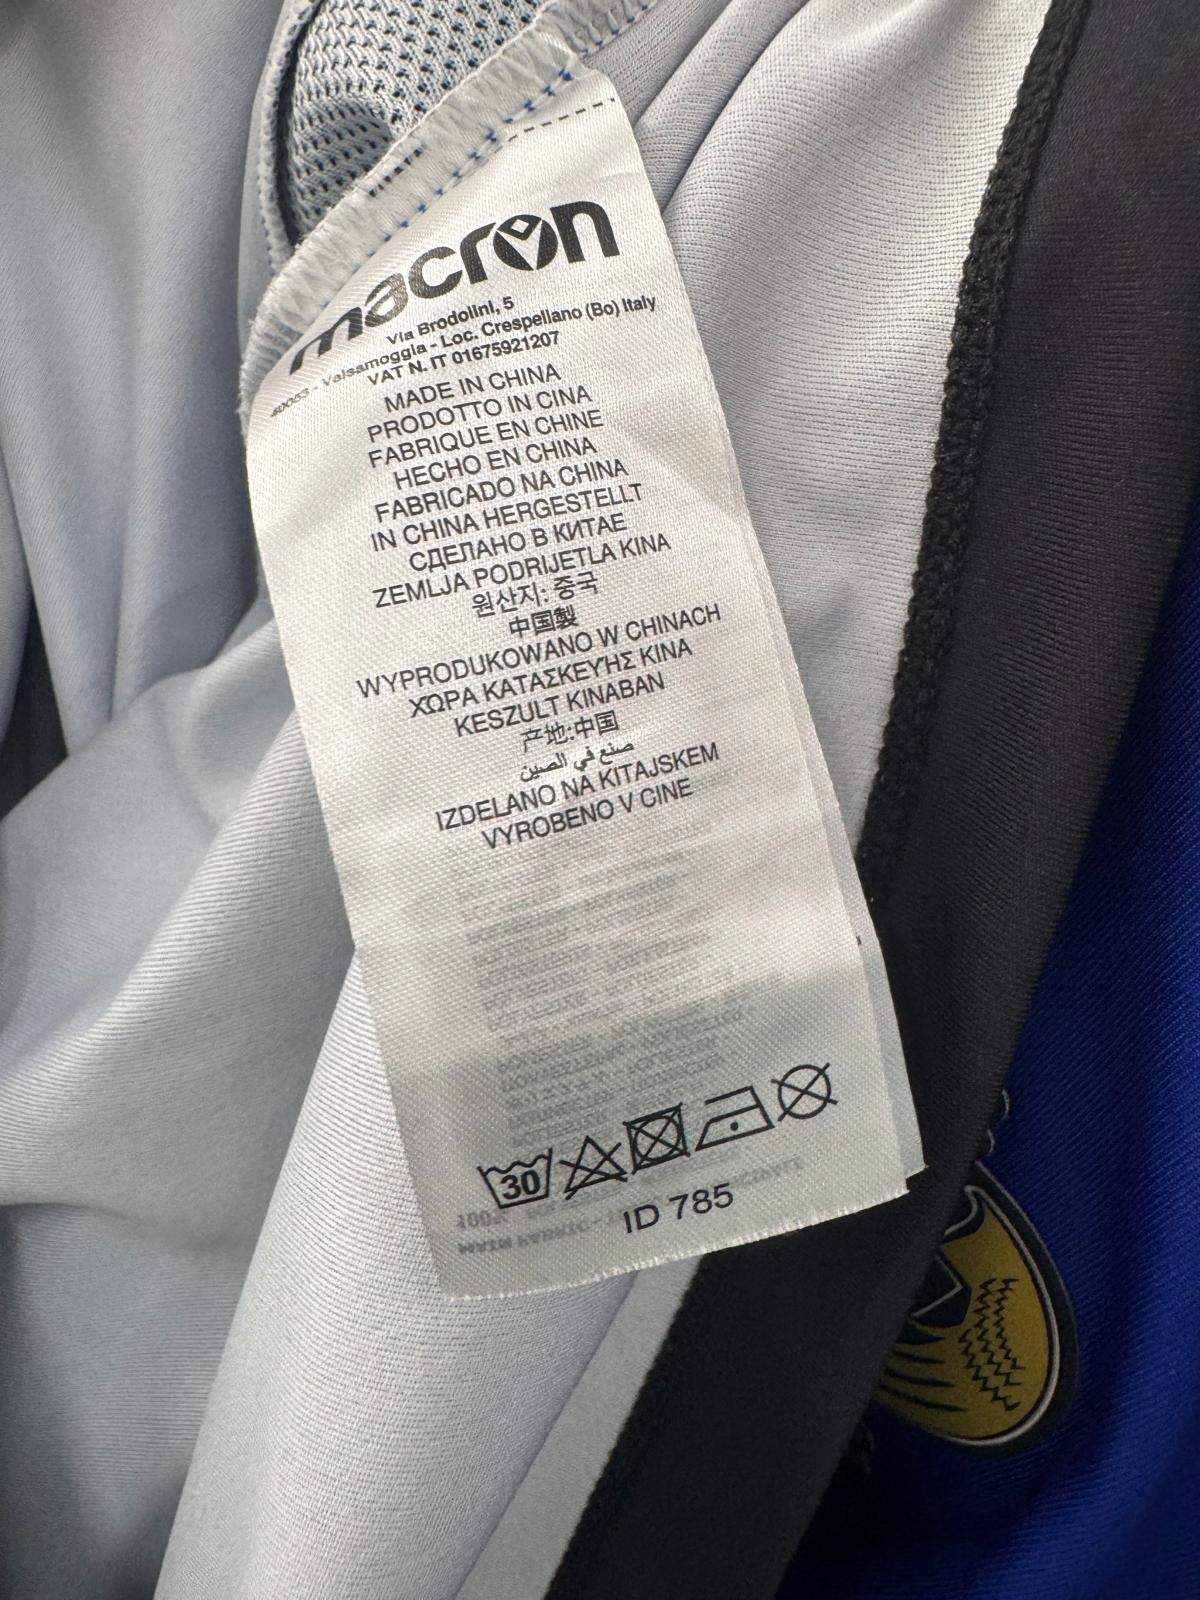 macron
Via Brodolini, 5
40053 - Valsamoggia - Loc. Crespellano (Bo) Italy
VAT N. IT 01675921207
MADE IN CHINA
PRODOTTO IN CINA
FABRIQUE EN CHINE
HECHO EN CHINA
FABRICADO NA CHINA
IN CHINA HERGESTELLT
СДЕЛАНО В КИТАЕ
ZEMLJA PODRIJETLA KINA
원산지: 중국
中国製
WYPRODUKOWANO W CHINACH
ΧΩΡΑ ΚΑΤΑΣΚΕΥΉΣ ΚΙΝΑ
KESZULT KINABAN
产地:中国
صنع في الصين
IZDELANO NA KITAJSKEM
VYROBENO V CINE
30
ID 785